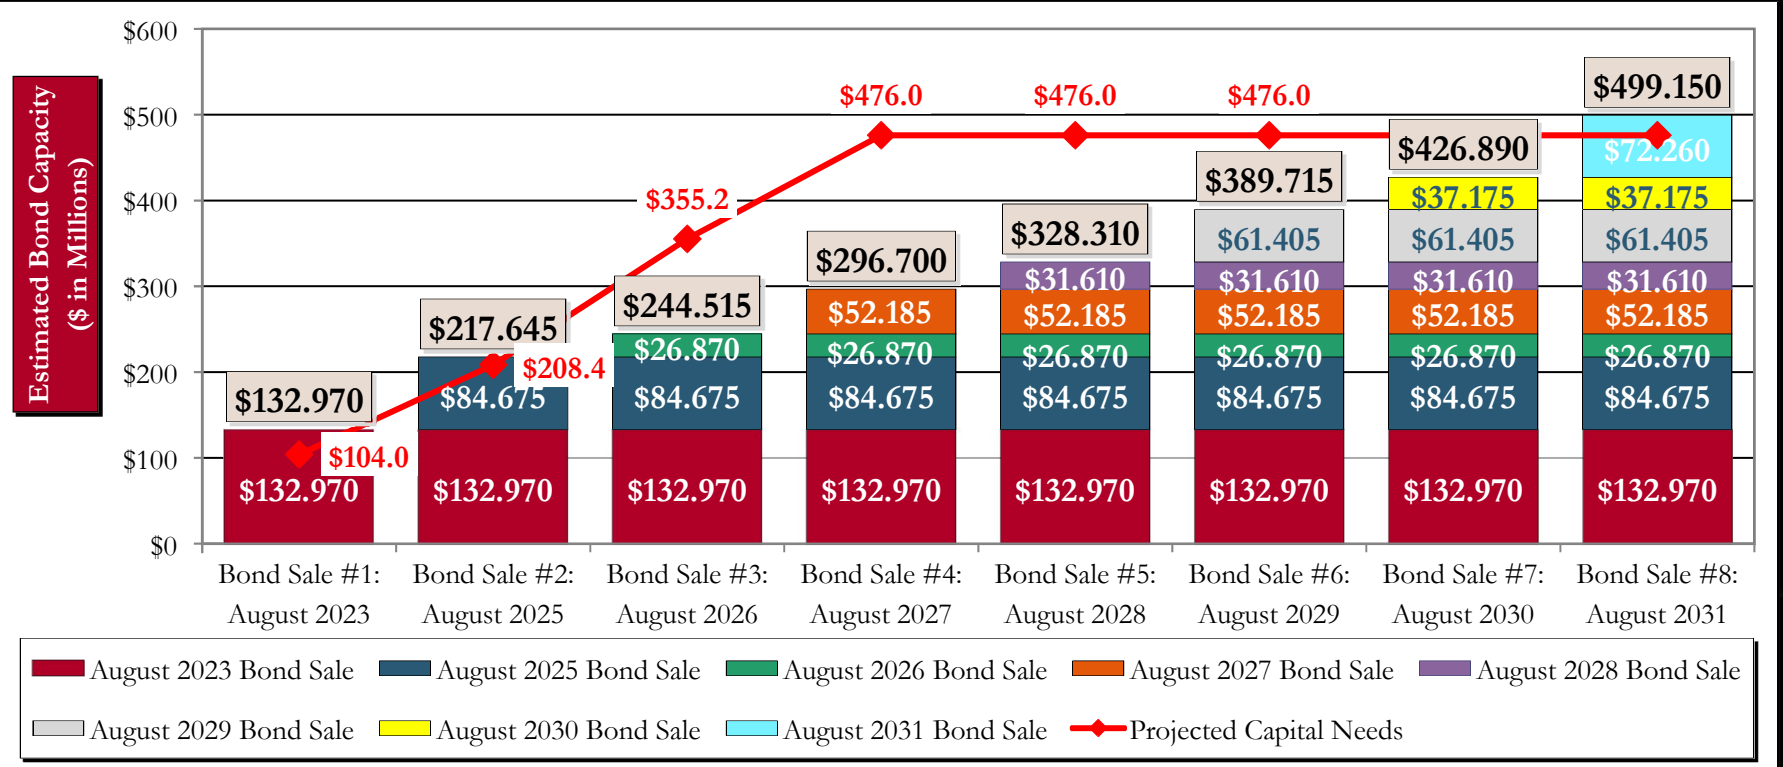 Estimated Bond Capacity
($ in Millions)
$600
$500
$400
$300
$200
$100
$0
$132.970
$217.645
$244.515
$296.700
$328.310
$389.715
$426.890
$499.150
$104.0
$208.4
$355.2
$476.0
$476.0
$476.0
$132.970
$84.675
$132.970
$26.870
$84.675
$132.970
$52.185
$26.870
$84.675
$132.970
$31.610
$52.185
$26.870
$84.675
$132.970
$61.405
$31.610
$52.185
$26.870
$84.675
$132.970
$37.175
$61.405
$31.610
$52.185
$26.870
$84.675
$132.970
$72.260
$37.175
$61.405
$31.610
$52.185
$26.870
$84.675
$132.970
Bond Sale #1:
August 2023
Bond Sale #2:
August 2025
Bond Sale #3:
August 2026
Bond Sale #4:
August 2027
Bond Sale #5:
August 2028
Bond Sale #6:
August 2029
Bond Sale #7:
August 2030
Bond Sale #8:
August 2031
August 2023 Bond Sale
August 2025 Bond Sale
August 2026 Bond Sale
August 2027 Bond Sale
August 2028 Bond Sale
August 2029 Bond Sale
August 2030 Bond Sale
August 2031 Bond Sale
Projected Capital Needs